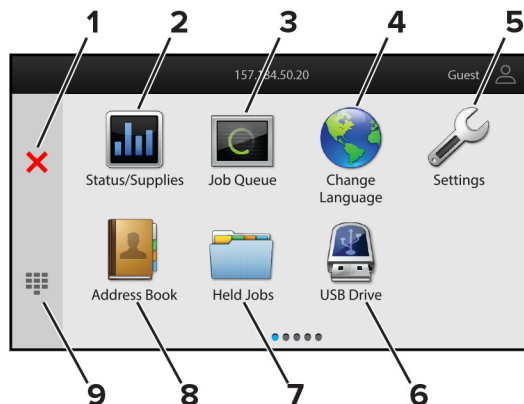 1 2 3 4 5
157.184.50.20 Guest
Status/Supplies Job Queue Change Language Settings
Address Book Held Jobs USB Drive
9 8 7 6